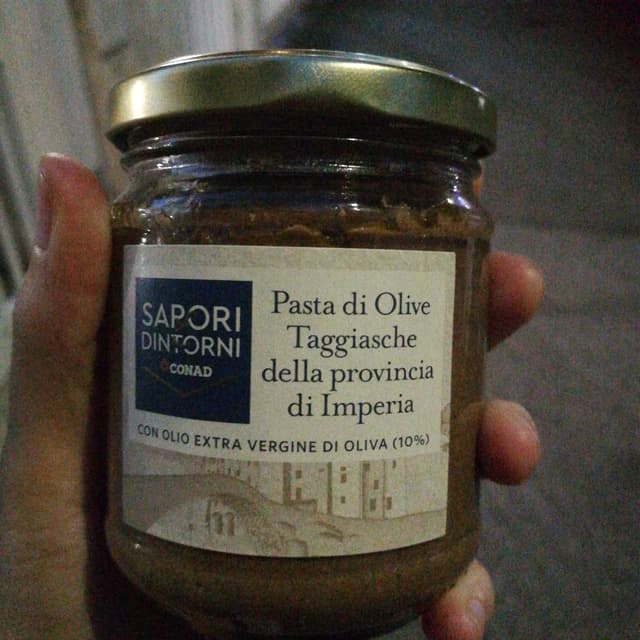 SAPORI
DINTORNI
CONAD
Pasta di Olive
Taggiasche
della provincia
di Imperia
CON OLIO EXTRA VERGINE DI OLIVA (10%)